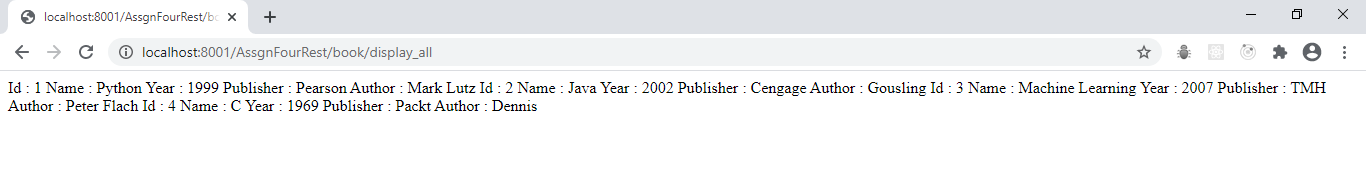 localhost:8001/AssgnFourRest/bo
localhost:8001/AssgnFourRest/book/display_all
Id : 1 Name : Python Year : 1999 Publisher : Pearson Author : Mark Lutz Id : 2 Name : Java Year : 2002 Publisher : Cengage Author : Gousling Id : 3 Name : Machine Learning Year : 2007 Publisher : TMH
Author : Peter Flach Id : 4 Name : C Year : 1969 Publisher : Packt Author : Dennis